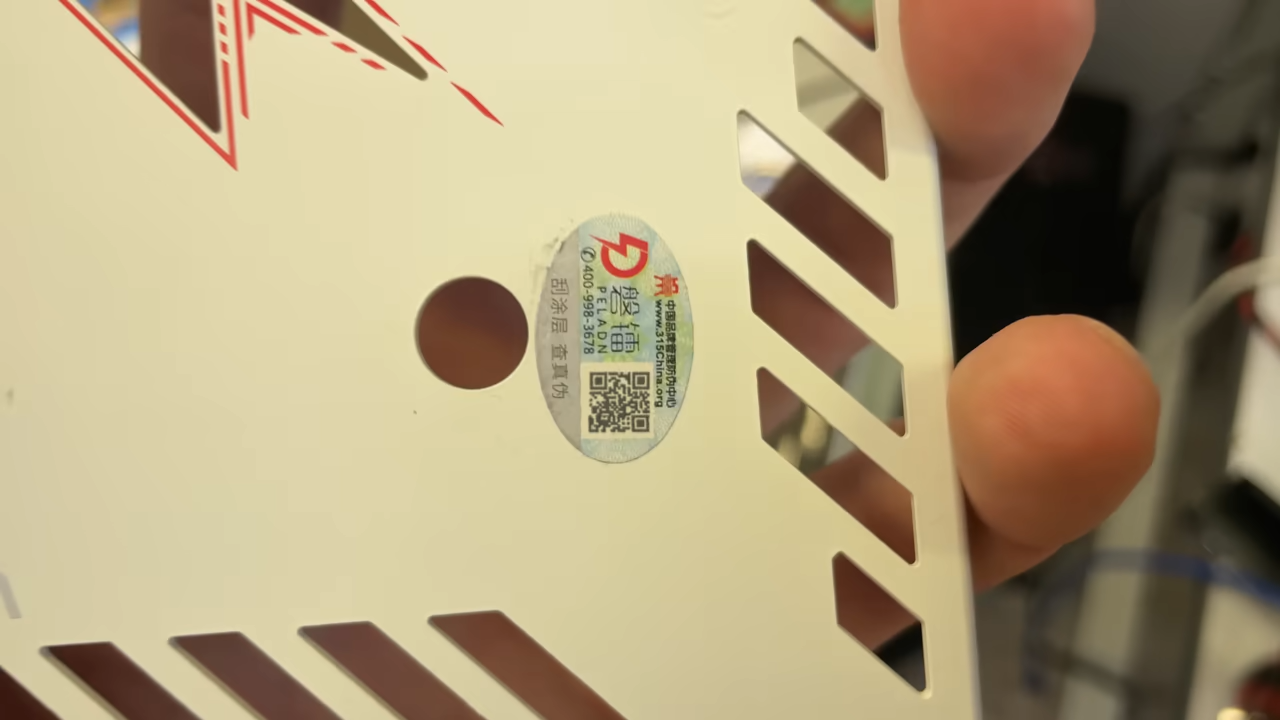 中国品牌管理防伪中心
www.315China.org
磐镭
PELADN
✆400-998-3678
刮涂层 查真伪